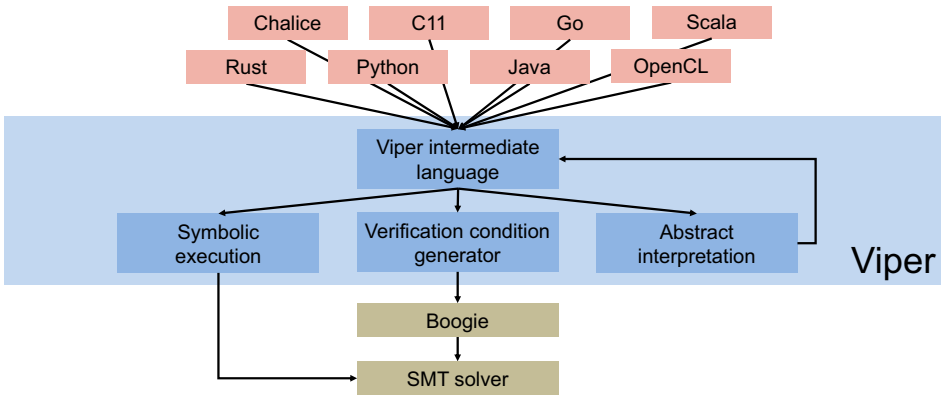 Chalice
C11
Go
Scala
Rust
Python
Java
OpenCL
Viper intermediate
language
Symbolic
execution
Verification condition
generator
Abstract
interpretation
Viper
Boogie
SMT solver